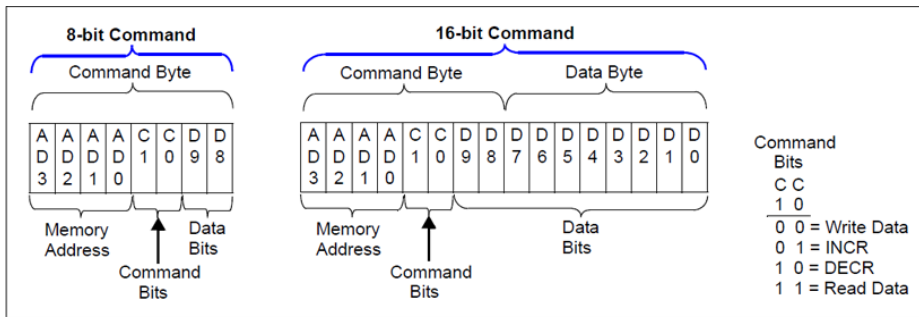 8-bit Command
16-bit Command
Command Byte
Command Byte
Data Byte
A A A A C C D D
D D D D 1 0 9 8
3 2 1 0
A A A A C C D D D D D D D D D D
D D D D 1 0 9 8 7 6 5 4 3 2 1 0
3 2 1 0
Memory
Address
Data
Bits
Command
Bits
Memory
Address
Data
Bits
Command
Bits
Command
Bits
C C
1 0
0 0 = Write Data
0 1 = INCR
1 0 = DECR
1 1 = Read Data